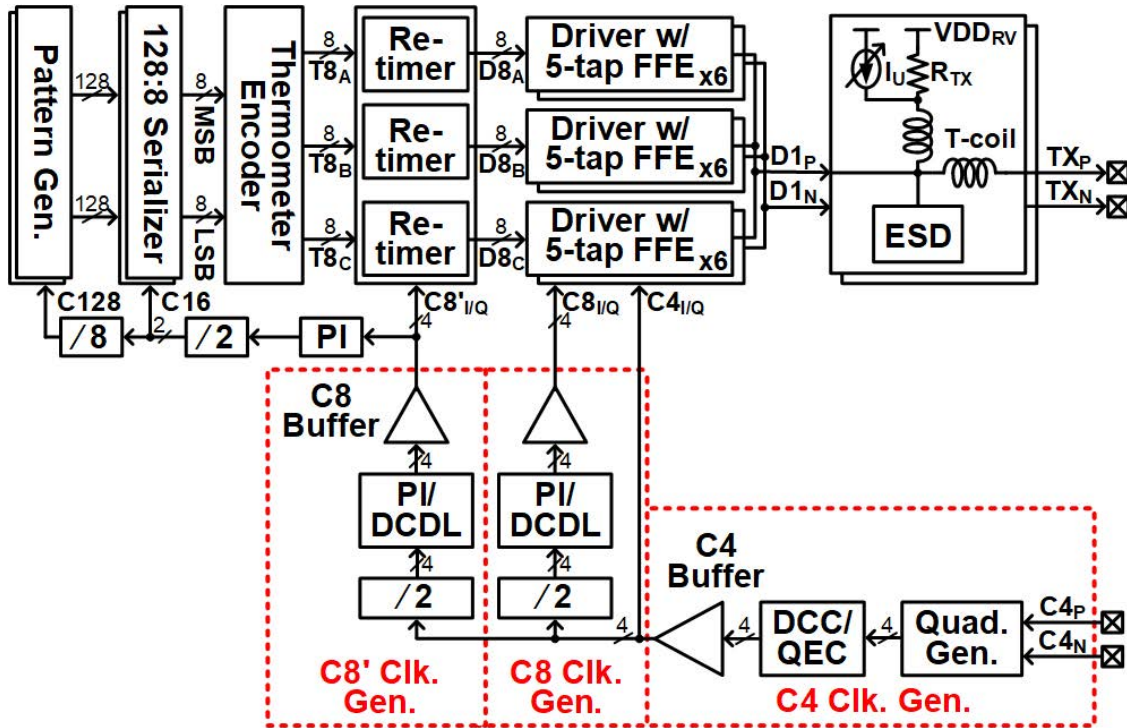 Pattern Gen.
128
128
128:8 Serializer
8
MSB
8
LSB
Thermometer
Encoder
8
T8A
8
T8B
8
T8C
Re-
timer
Re-
timer
Re-
timer
8
D8A
8
D8B
8
D8C
Driver w/
5-tap FFE x6
Driver w/
5-tap FFE x6
Driver w/
5-tap FFE x6
D1P
D1N
VDDRV
IU
RTX
T-coil
ESD
TXP
TXN
C128
C16
/8
2
/2
PI
C8'I/Q
4
C8I/Q
4
C4I/Q
C8
Buffer
4
4
PI/
DCDL
PI/
DCDL
4
4
/2
/2
C4
Buffer
4
4
DCC/
QEC
4
Quad.
Gen.
C4P
C4N
C8' Clk.
Gen.
C8 Clk.
Gen.
C4 Clk. Gen.